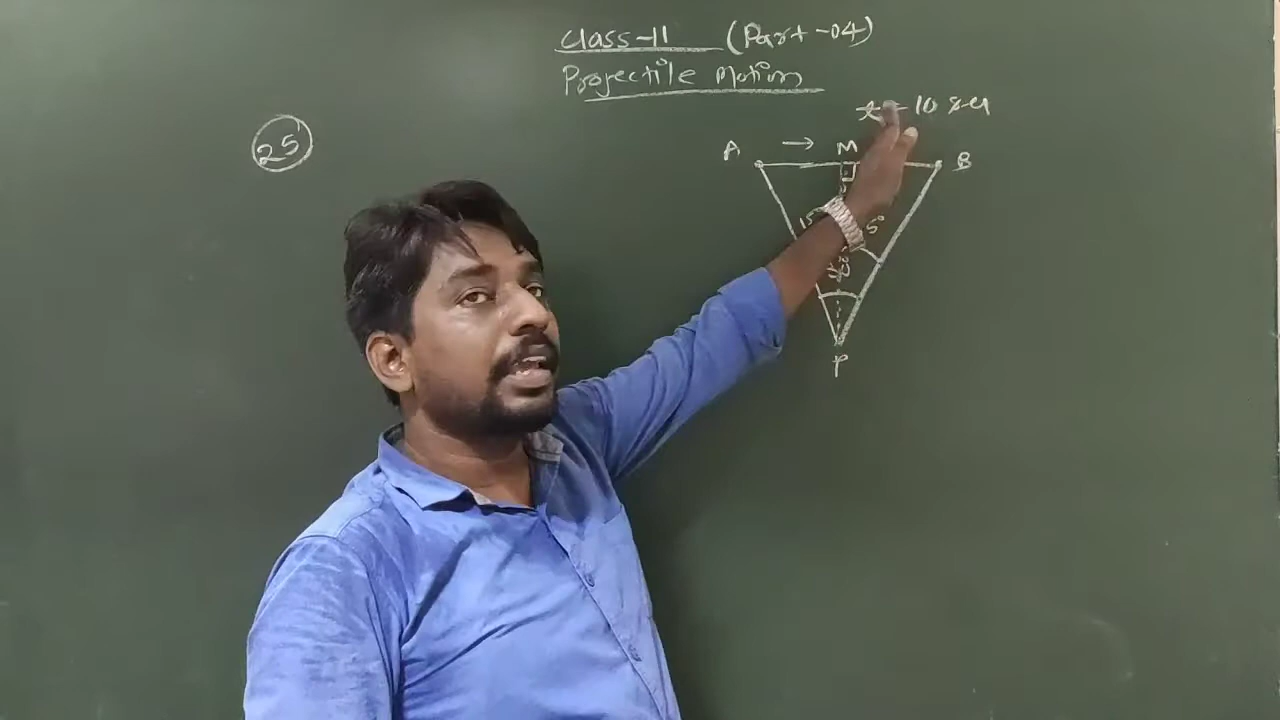 Class-11 (Part-04)
Projectile Motion
t = 10 sec
25
A → M B
15 5°
P